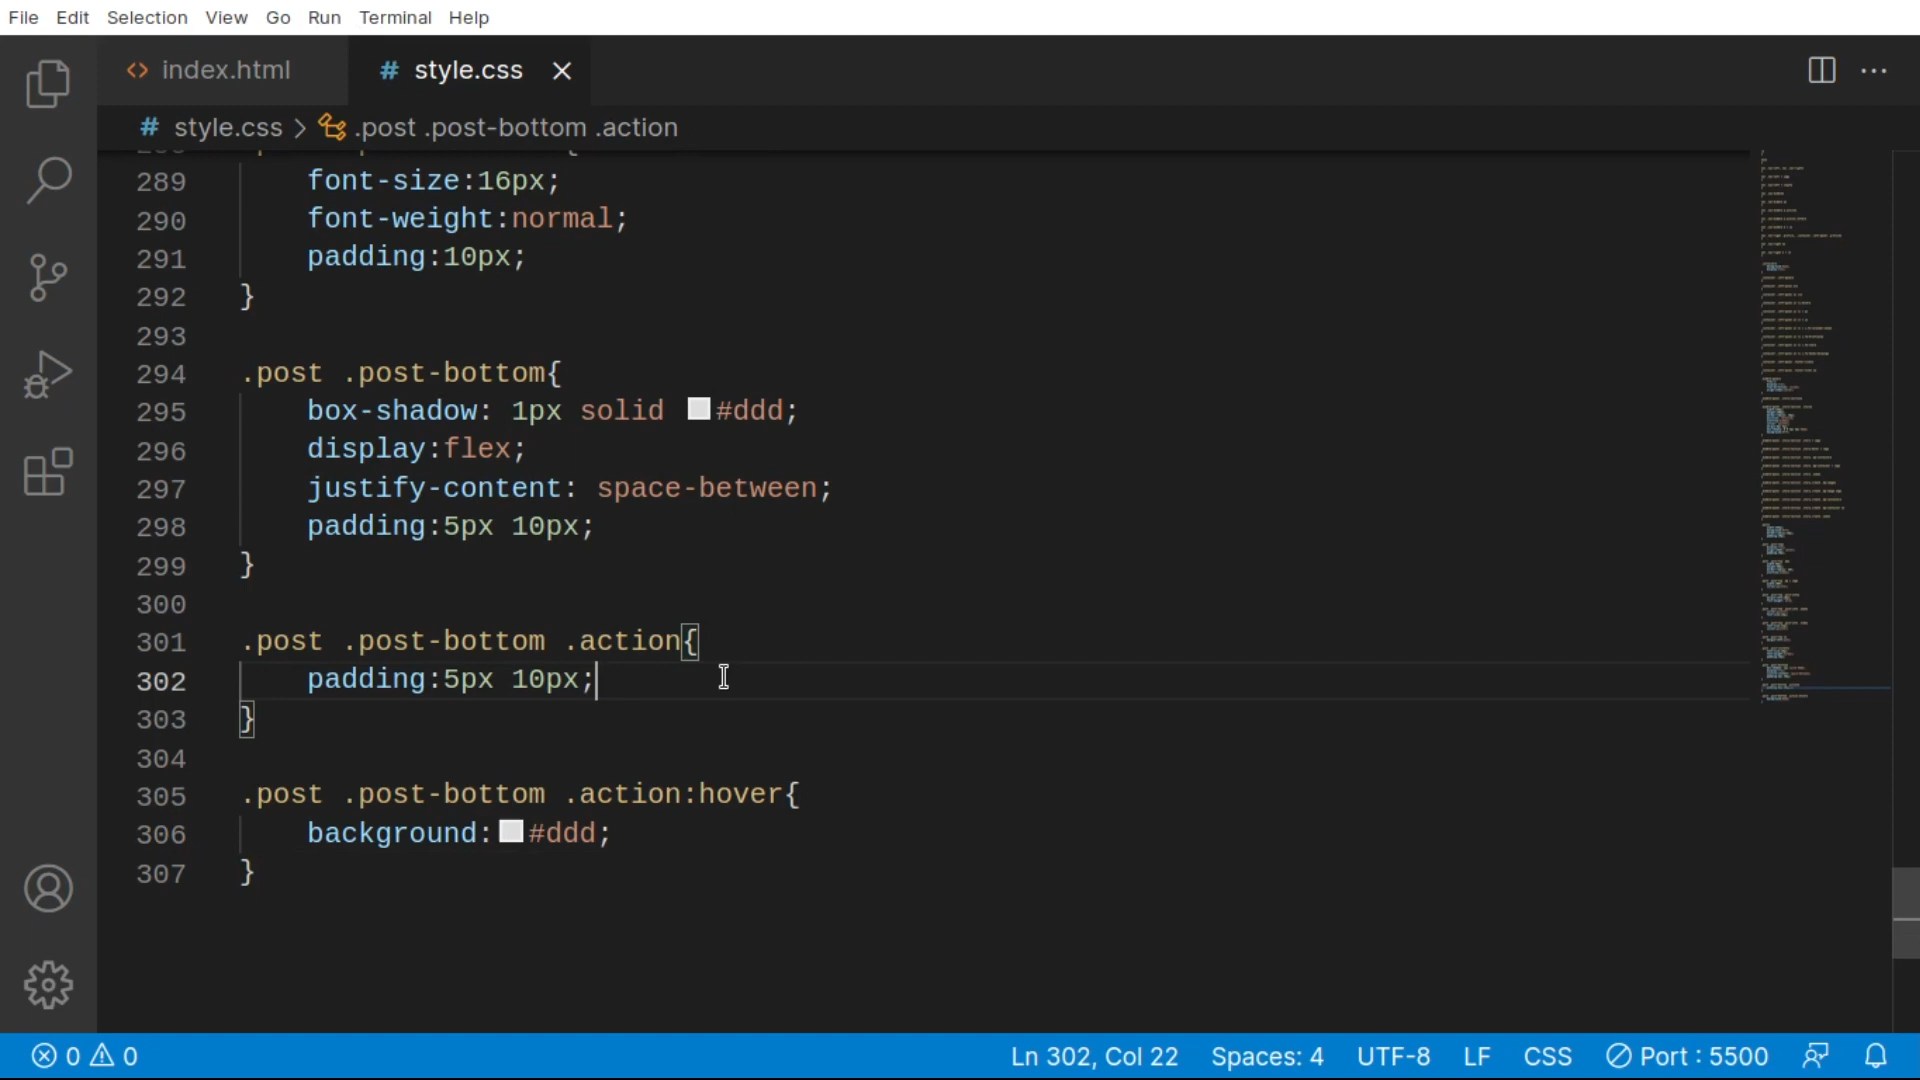 File Edit Selection View Go Run Terminal Help
<> index.html # style.css
# style.css > .post .post-bottom .action
289 font-size:16px;
290 font-weight:normal;
291 padding:10px;
292 }
293
294 .post .post-bottom{
295 box-shadow: 1px solid #ddd;
296 display:flex;
297 justify-content: space-between;
298 padding:5px 10px;
299 }
300
301 .post .post-bottom .action{
302 padding:5px 10px;
303 }
304
305 .post .post-bottom .action:hover{
306 background:#ddd;
307 }
0 0 Ln 302, Col 22 Spaces: 4 UTF-8 LF CSS Port : 5500